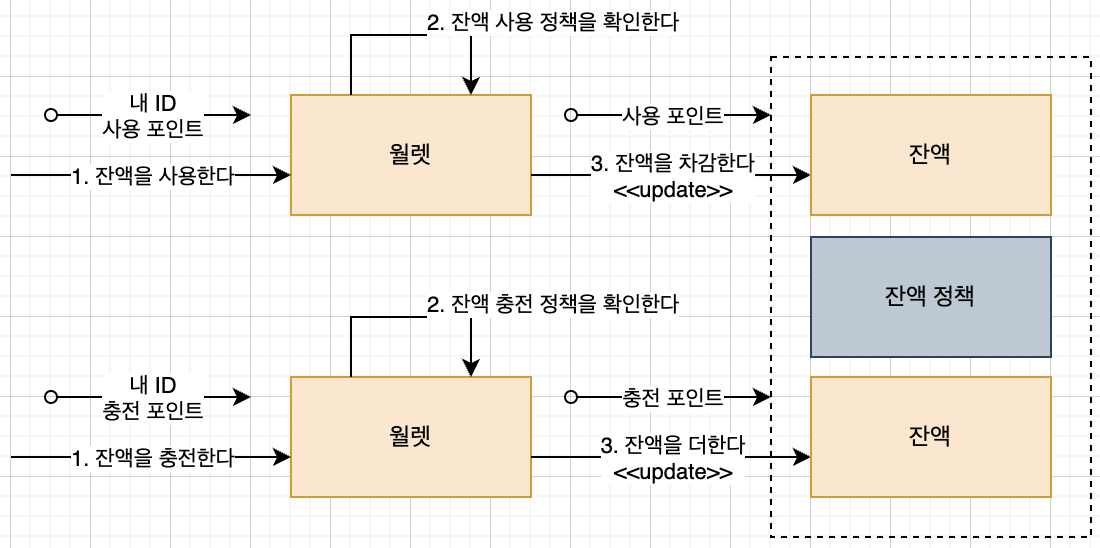 2. 잔액 사용 정책을 확인한다
내 ID
사용 포인트
1. 잔액을 사용한다
월렛
사용 포인트
3. 잔액을 차감한다
<<update>>
잔액
잔액 정책
2. 잔액 충전 정책을 확인한다
내 ID
충전 포인트
1. 잔액을 충전한다
월렛
충전 포인트
3. 잔액을 더한다
<<update>>
잔액